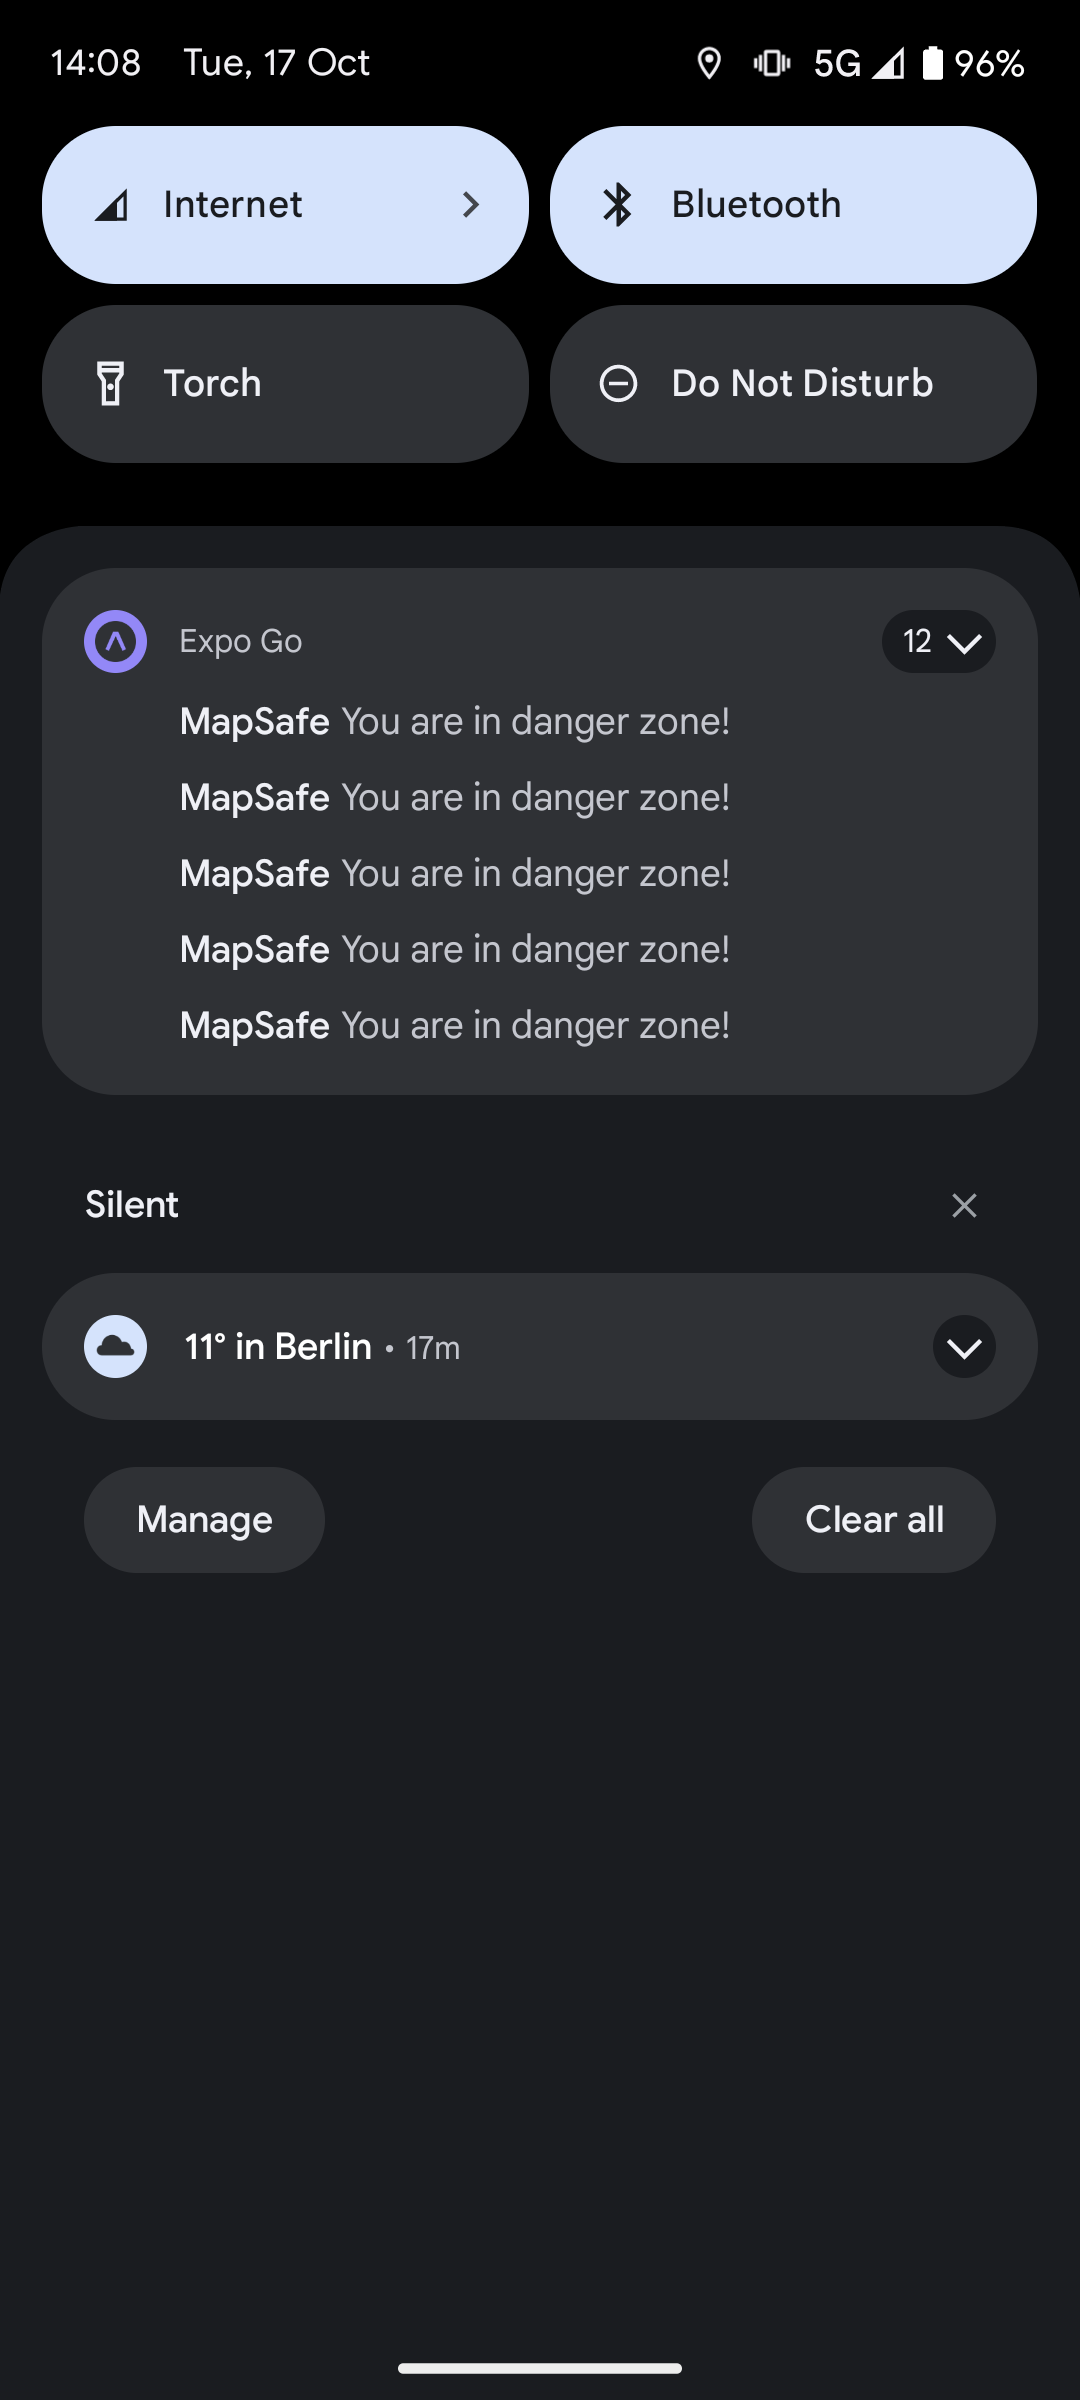 14:08 Tue, 17 Oct 5G 96%
Internet Bluetooth
Torch Do Not Disturb
Expo Go 12
MapSafe You are in danger zone!
MapSafe You are in danger zone!
MapSafe You are in danger zone!
MapSafe You are in danger zone!
MapSafe You are in danger zone!
Silent
11° in Berlin • 17m
Manage Clear all